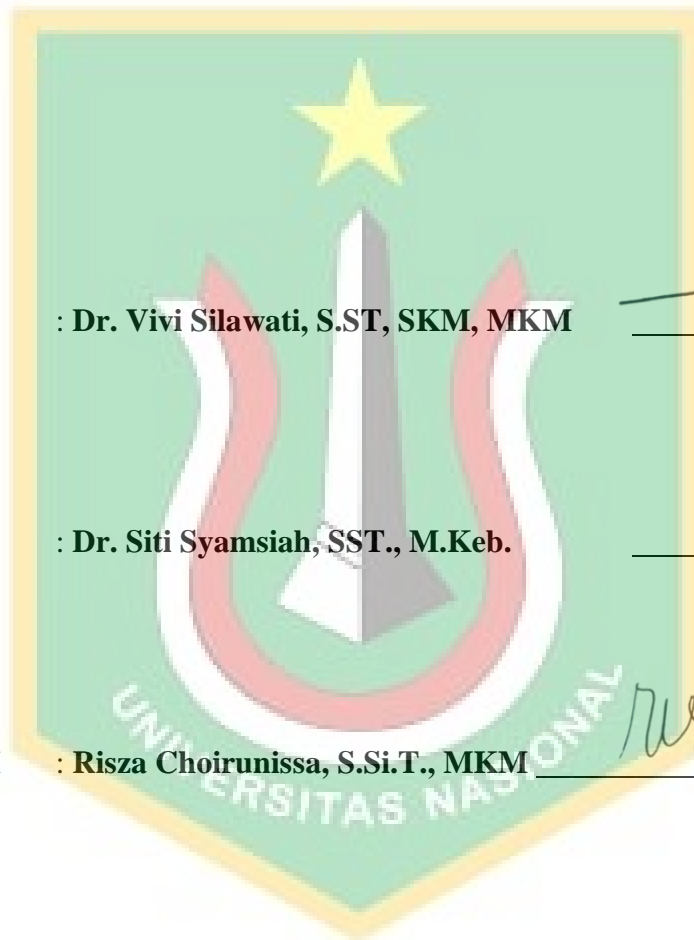 : Dr. Vivi Silawati, S.ST, SKM, MKM
: Dr. Siti Syamsiah, SST., M.Keb.
: Risza Choirunissa, S.Si.T., MKM
UNIVERSITAS NASIONAL